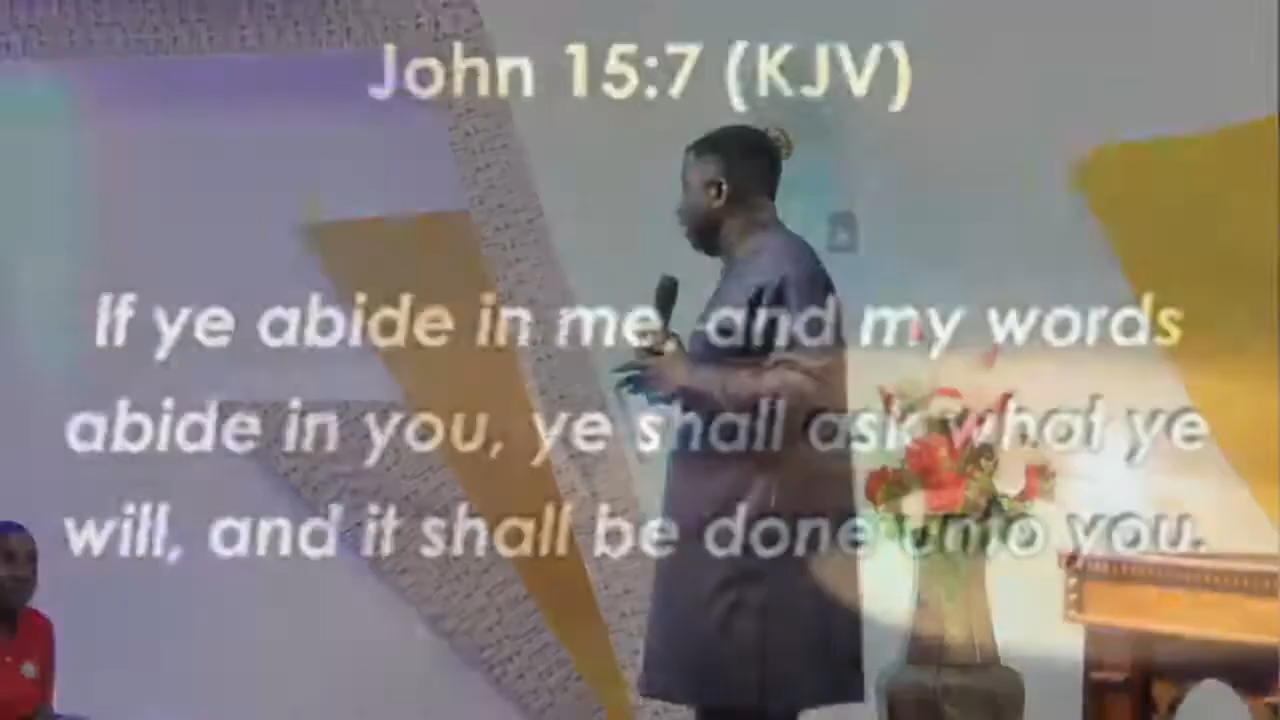 John 15:7 (KJV)
If ye abide in me, and my words
abide in you, ye shall ask what ye
will, and it shall be done unto you.